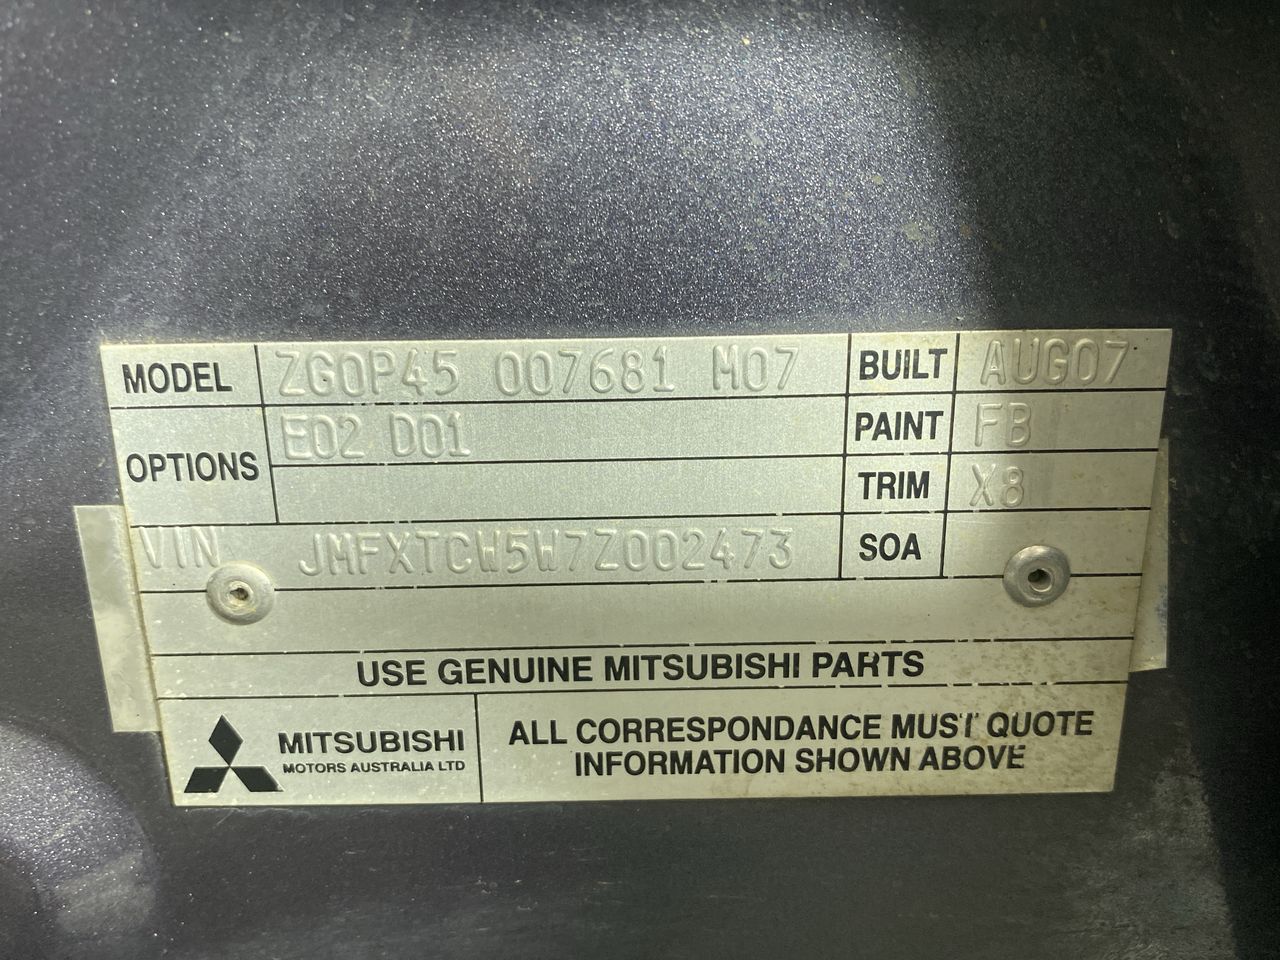 MODEL ZG0P45 007681 M07 BUILT AUG07
OPTIONS E02 D01 PAINT FB
TRIM X8
VIN JMFXTCW5W7Z002473 SOA
USE GENUINE MITSUBISHI PARTS
MITSUBISHI
MOTORS AUSTRALIA LTD
ALL CORRESPONDANCE MUST QUOTE
INFORMATION SHOWN ABOVE